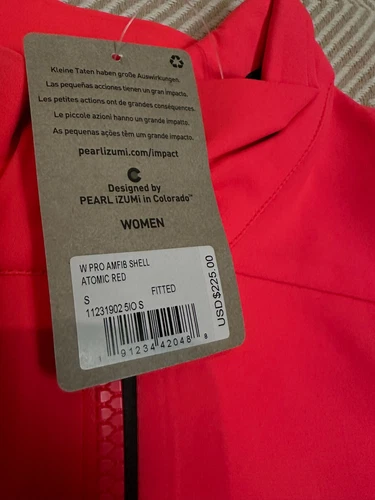 Kleine Taten haben große Auswirkungen.
Las pequeñas acciones tienen un gran impacto.
Les petites actions ont de grandes conséquences.
Le piccole azioni hanno un grande impatto.
As pequenas ações têm um grande impacto.
pearlizumi.com/impact
Designed by
PEARL iZUMi in Colorado™
WOMEN
W PRO AMFIB SHELL
ATOMIC RED
S FITTED
11231902 5IO S
USD$225.00
91234 42048 8